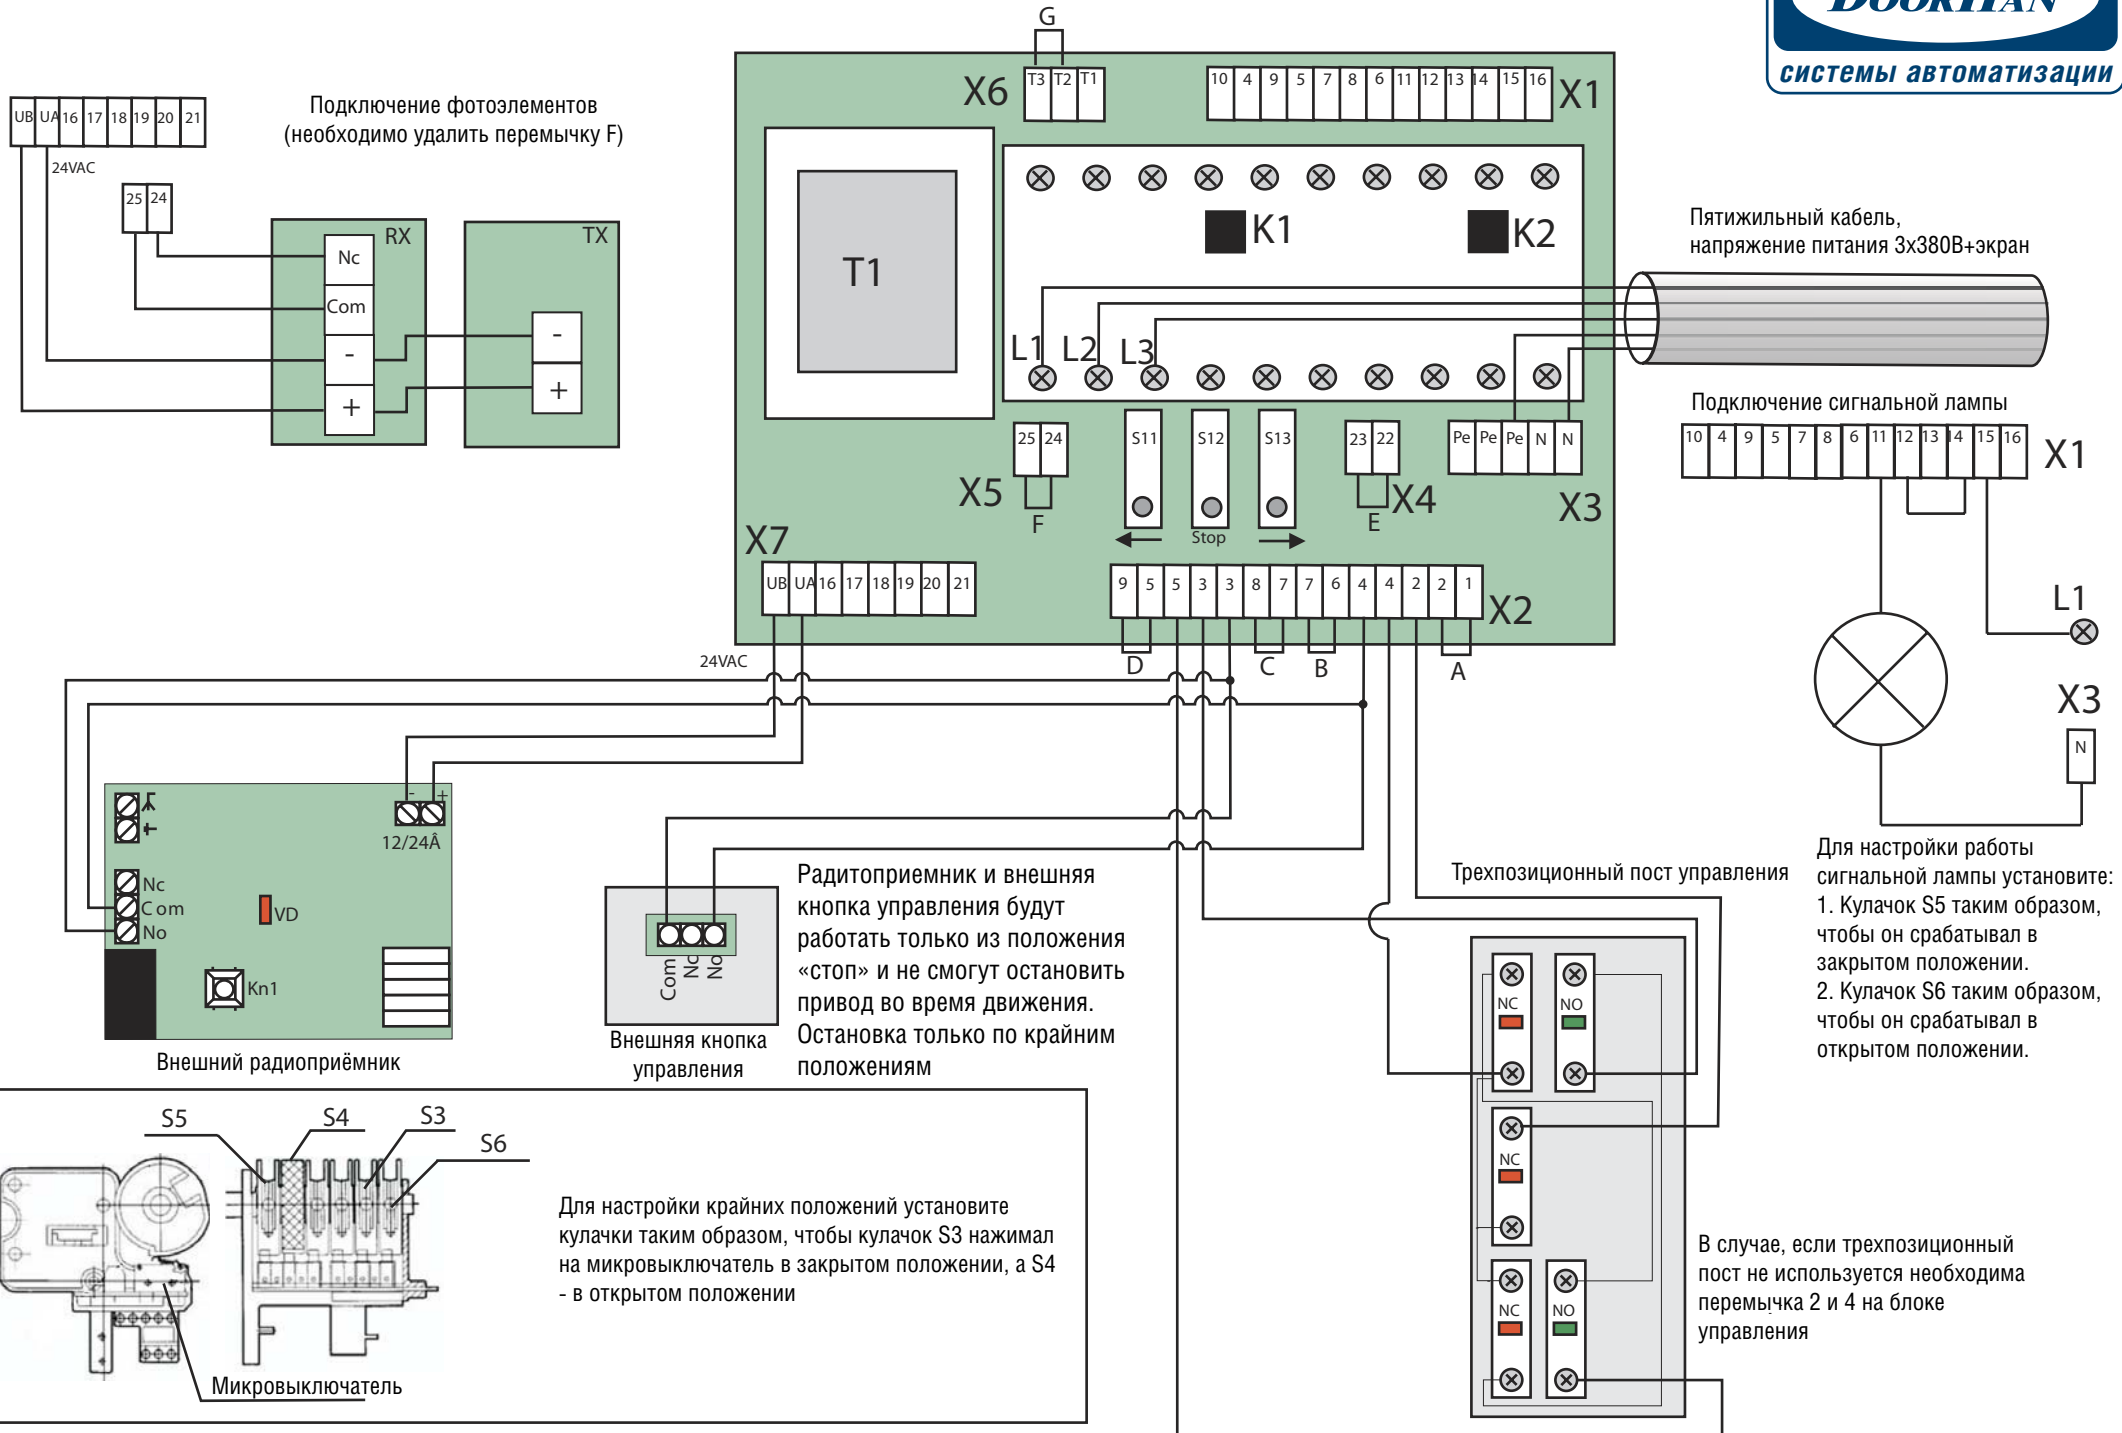 DOORHAN
системы автоматизации
G
X6
T3 T2 T1
10 4 9 5 7 8 6 11 12 13 14 15 16
X1
UB UA 16 17 18 19 20 21
24VAC
Подключение фотоэлементов
(необходимо удалить перемычку F)
25 24
RX
Nc
Com
-
+
TX
-
+
T1
K1
K2
L1 L2 L3
Пятижильный кабель,
напряжение питания 3х380В+экран
25 24
X5
F
S11
S12
Stop
S13
23 22
X4
E
Pe Pe Pe N N
X3
X7
UB UA 16 17 18 19 20 21
24VAC
9 5 5 3 3 8 7 7 6 4 4 2 2 1
X2
D C B A
Подключение сигнальной лампы
10 4 9 5 7 8 6 11 12 13 14 15 16
X1
L1
X3
N
Для настройки работы
сигнальной лампы установите:
1. Кулачок S5 таким образом,
чтобы он срабатывал в
закрытом положении.
2. Кулачок S6 таким образом,
чтобы он срабатывал в
открытом положении.
- +
12/24Â
Nc
Com
No
VD
Kn1
Внешний радиоприёмник
Com
Nc
No
Внешняя кнопка
управления
Радитоприемник и внешняя
кнопка управления будут
работать только из положения
«стоп» и не смогут остановить
привод во время движения.
Остановка только по крайним
положениям
Трехпозиционный пост управления
NC NO
NC
NC NO
В случае, если трехпозиционный
пост не используется необходима
перемычка 2 и 4 на блоке
управления
S5 S4 S3 S6
Микровыключатель
Для настройки крайних положений установите
кулачки таким образом, чтобы кулачок S3 нажимал
на микровыключатель в закрытом положении, а S4
- в открытом положении